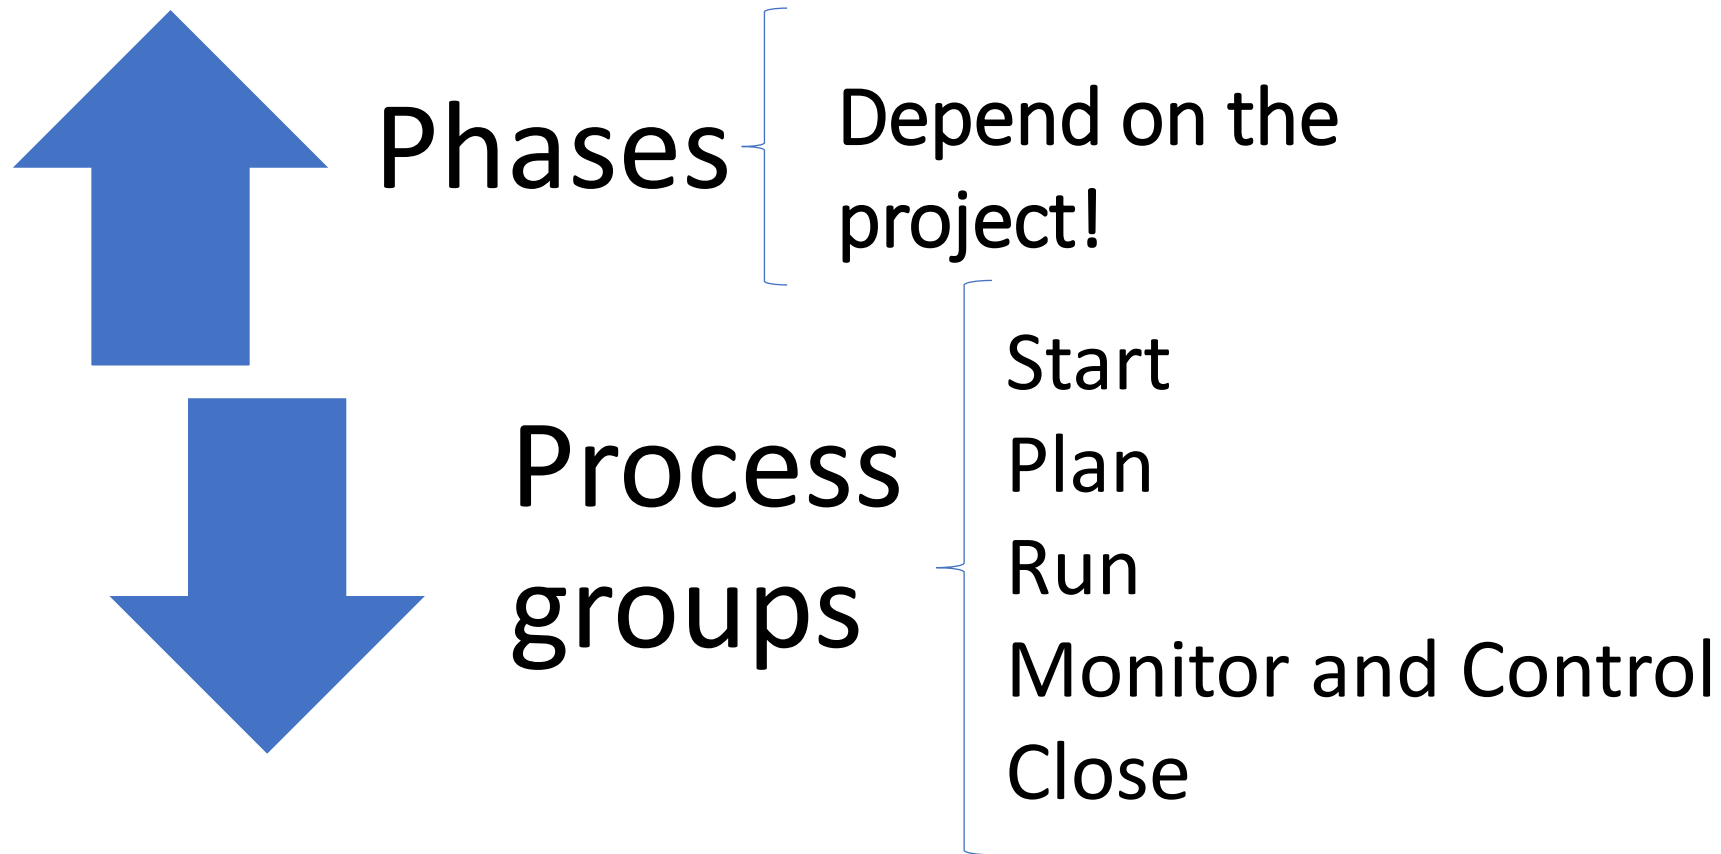 Phases
Depend on the
project!
Process
groups
Start
Plan
Run
Monitor and Control
Close